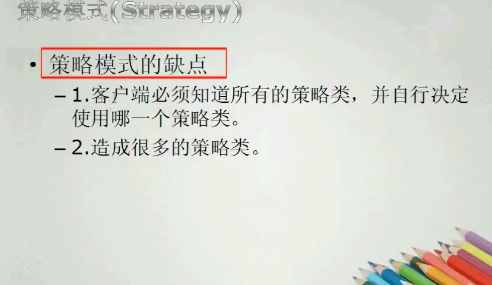 策略模式(Strategy)
• 策略模式的缺点
– 1.客户端必须知道所有的策略类，并自行决定
使用哪一个策略类。
– 2.造成很多的策略类。